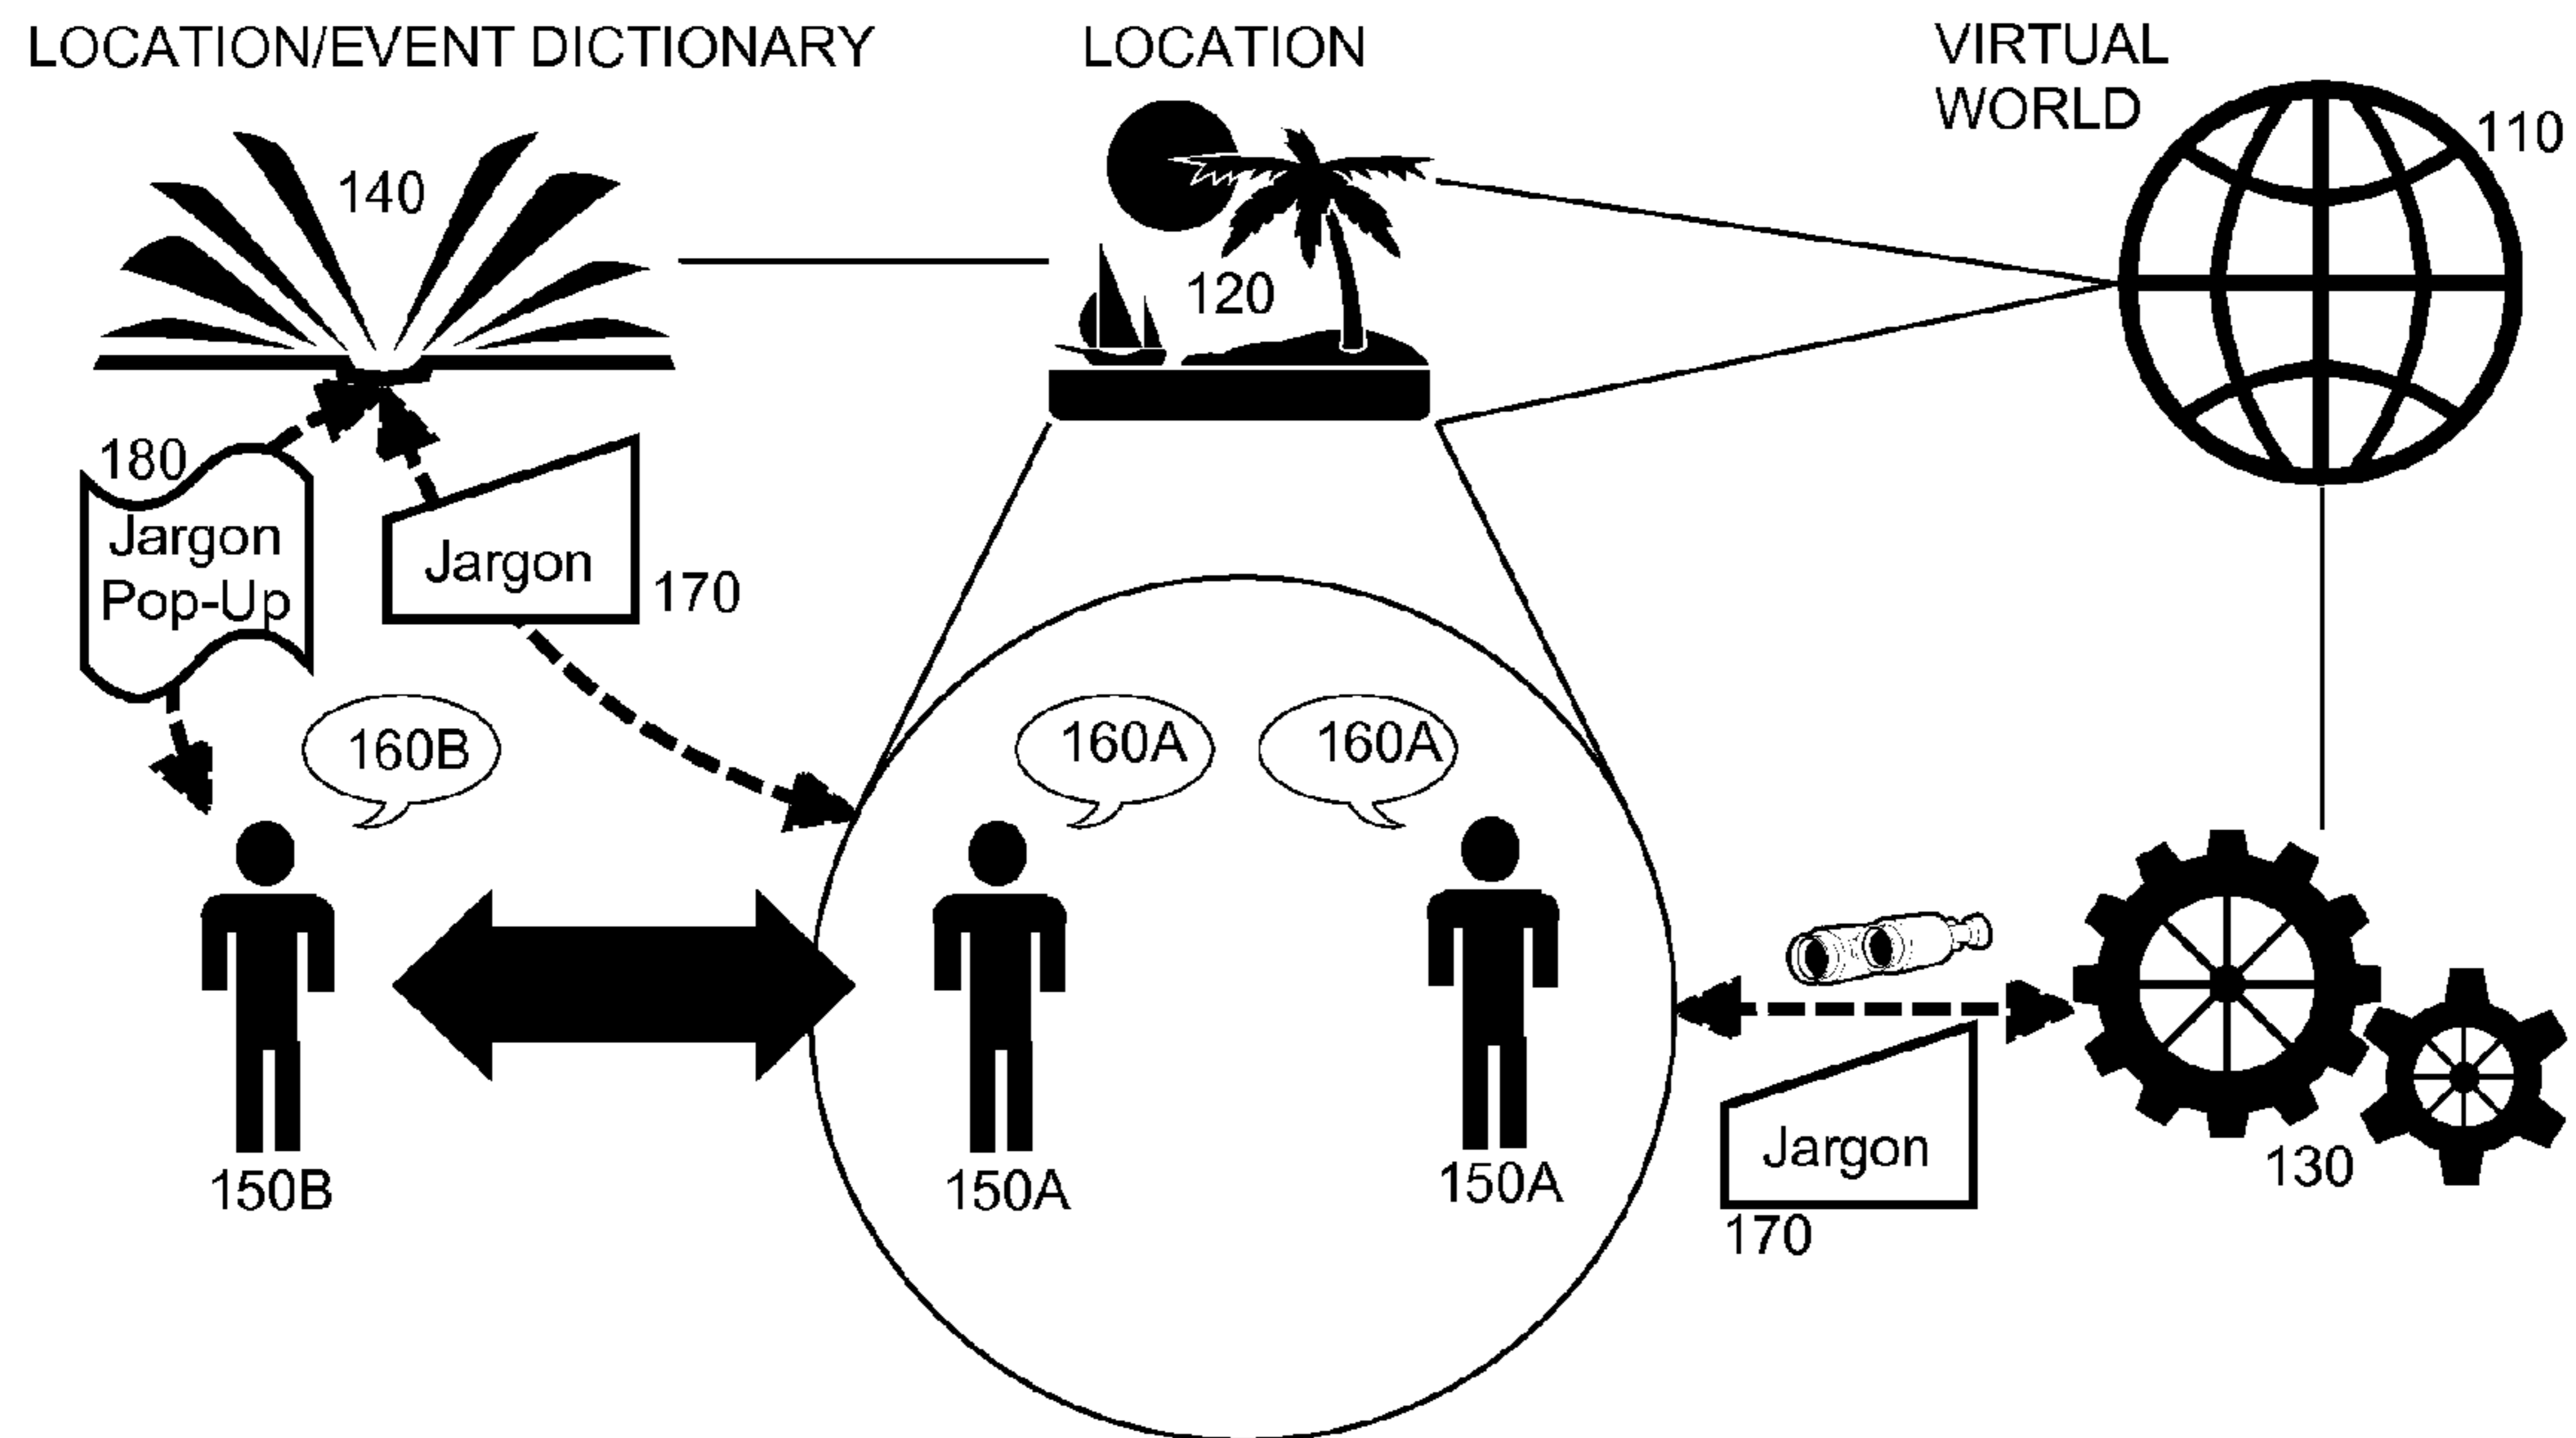 LOCATION/EVENT DICTIONARY
LOCATION
VIRTUAL
WORLD
110
140
120
180
Jargon
Pop-Up
Jargon
170
160B
160A
160A
150B
150A
150A
Jargon
170
130